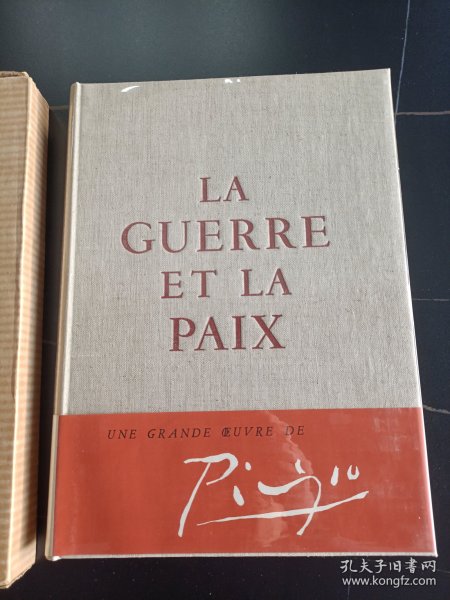 LA
GUERRE
ET LA
PAIX
UNE GRANDE ŒUVRE DE
Picasso
孔夫子旧书网
www.kongfz.com